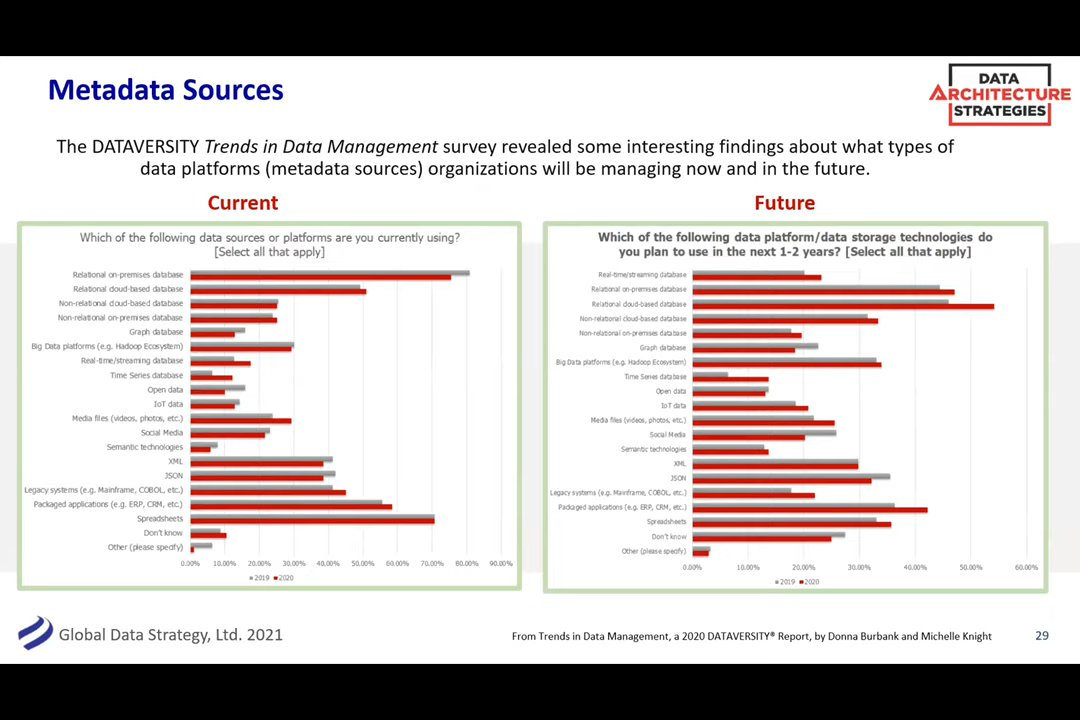 Metadata Sources
DATA
ARCHITECTURE
STRATEGIES
The DATAVERSITY Trends in Data Management survey revealed some interesting findings about what types of
data platforms (metadata sources) organizations will be managing now and in the future.
Current
Which of the following data sources or platforms are you currently using?
[Select all that apply]
Relational on-premises database
Relational cloud-based database
Non-relational cloud-based database
Non-relational on-premises database
Graph database
Big Data platforms (e.g. Hadoop Ecosystem)
Real-time/streaming database
Time Series database
Open data
IoT data
Media files (videos, photos, etc.)
Social Media
Semantic technologies
XML
JSON
Legacy systems (e.g. Mainframe, COBOL, etc.)
Packaged applications (e.g. ERP, CRM, etc.)
Spreadsheets
Don't know
Other (please specify)
0.00% 10.00% 20.00% 30.00% 40.00% 50.00% 60.00% 70.00% 80.00% 90.00%
2019 2020
Future
Which of the following data platform/data storage technologies do
you plan to use in the next 1-2 years? [Select all that apply]
Real-time/streaming database
Relational on-premises database
Relational cloud-based database
Non-relational cloud-based database
Non-relational on-premises database
Graph database
Big Data platforms (e.g. Hadoop Ecosystem)
Time Series database
Open data
IoT data
Media files (videos, photos, etc.)
Social Media
Semantic technologies
XML
JSON
Legacy systems (e.g. Mainframe, COBOL, etc.)
Packaged applications (e.g. ERP, CRM, etc.)
Spreadsheets
Don't know
Other (please specify)
0.00% 10.00% 20.00% 30.00% 40.00% 50.00% 60.00%
2019 2020
Global Data Strategy, Ltd. 2021
From Trends in Data Management, a 2020 DATAVERSITY® Report, by Donna Burbank and Michelle Knight
29